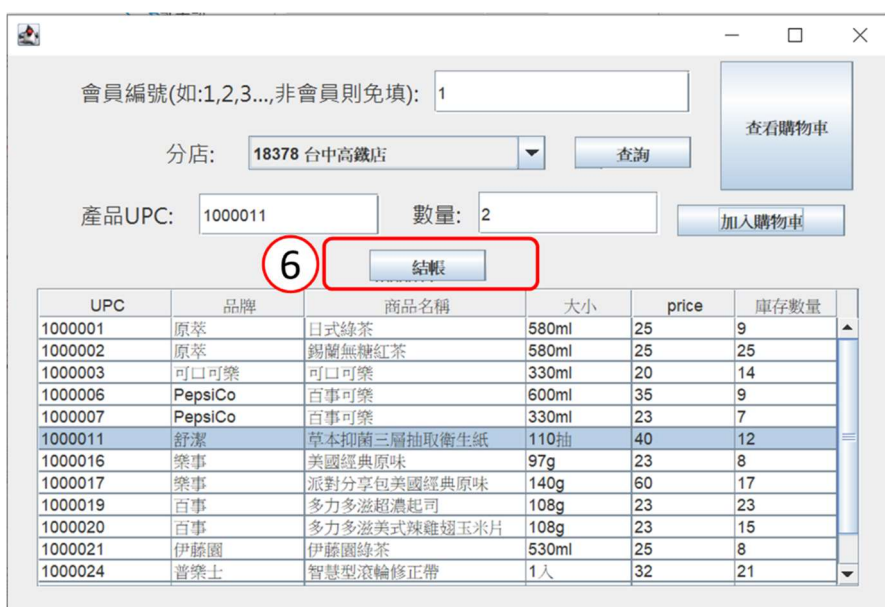 會員編號(如:1,2,3...,非會員則免填): 1
查看購物車
分店: 18378 台中高鐵店 查詢
產品UPC: 1000011 數量: 2 加入購物車
6 結帳
UPC 品牌 商品名稱 大小 price 庫存數量
1000001 原萃 日式綠茶 580ml 25 9
1000002 原萃 錫蘭無糖紅茶 580ml 25 25
1000003 可口可樂 可口可樂 330ml 20 14
1000006 PepsiCo 百事可樂 600ml 35 9
1000007 PepsiCo 百事可樂 330ml 23 7
1000011 舒潔 草本抑菌三層抽取衛生紙 110抽 40 12
1000016 樂事 美國經典原味 97g 23 8
1000017 樂事 派對分享包美國經典原味 140g 60 17
1000019 百事 多力多滋超濃起司 108g 23 23
1000020 百事 多力多滋美式辣雞翅玉米片 108g 23 15
1000021 伊藤園 伊藤園綠茶 530ml 25 8
1000024 普樂士 智慧型滾輪修正帶 1入 32 21